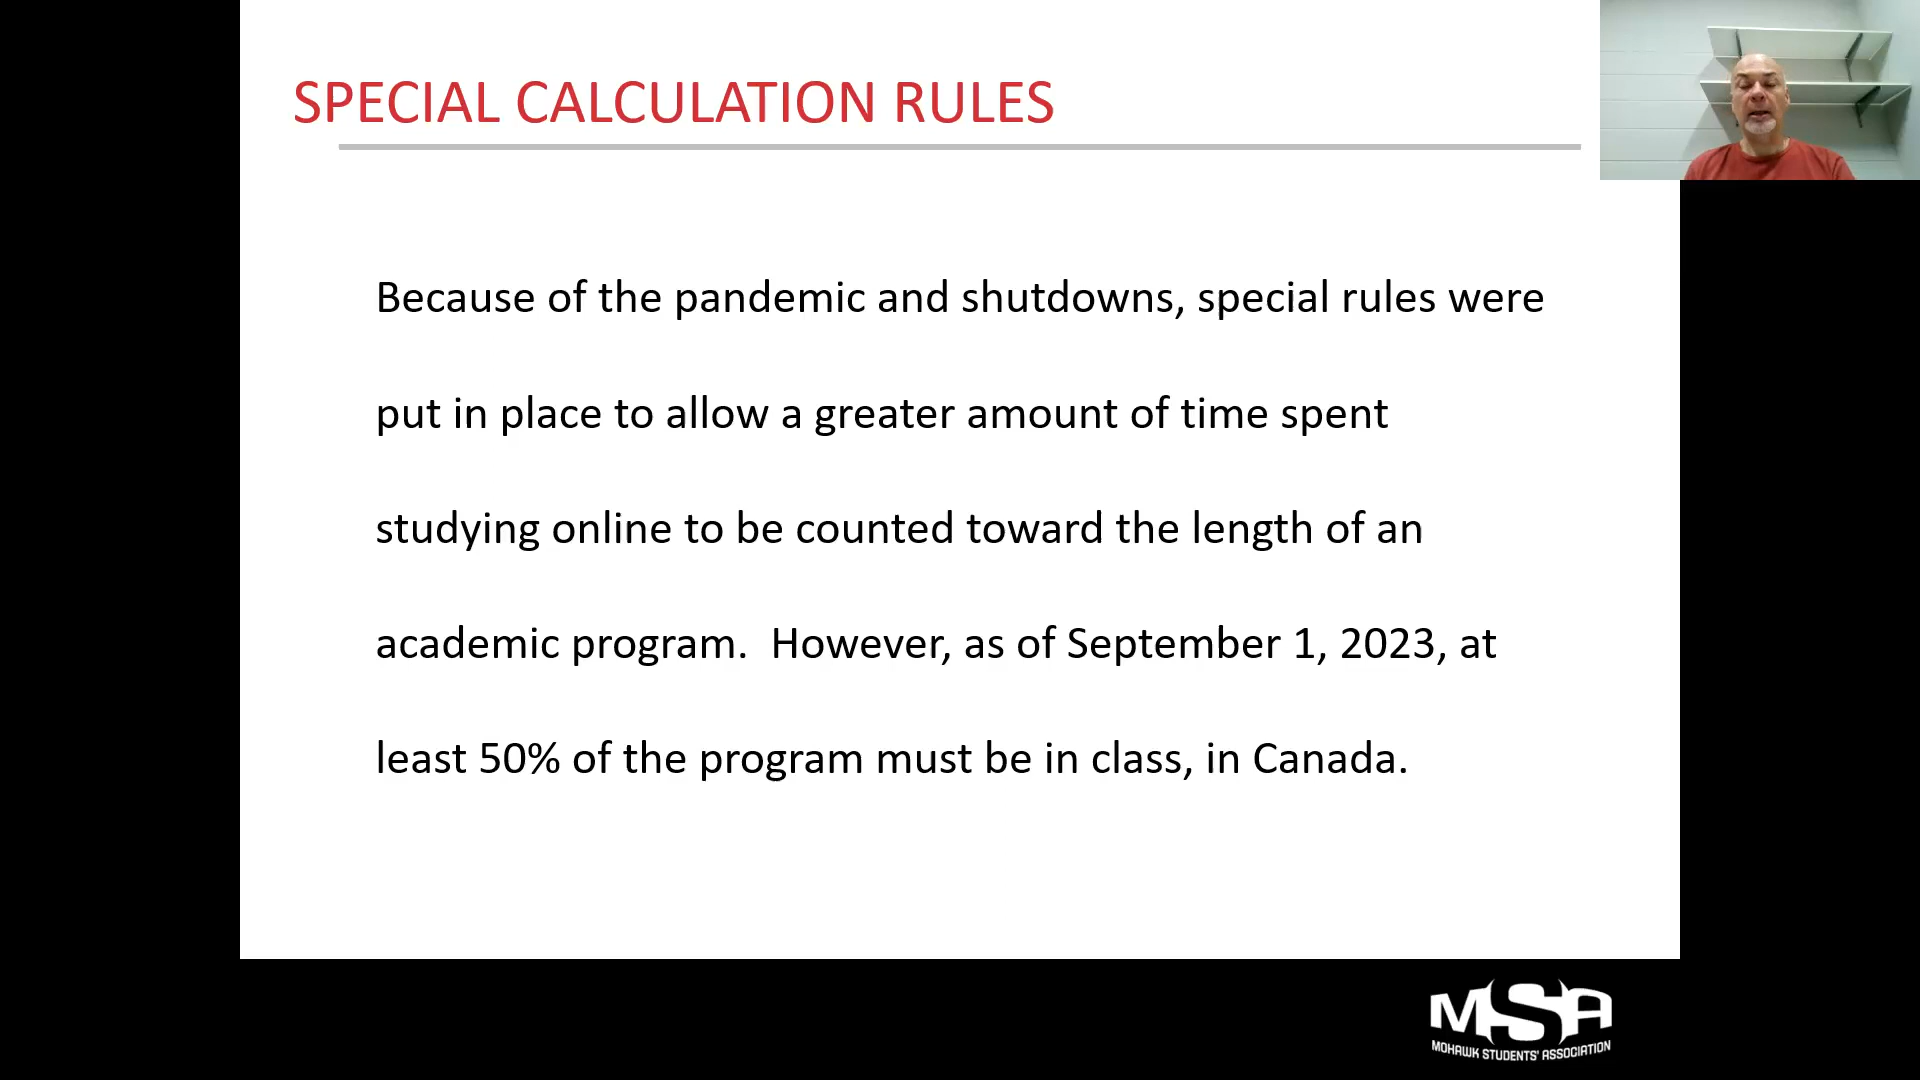 SPECIAL CALCULATION RULES
Because of the pandemic and shutdowns, special rules were
put in place to allow a greater amount of time spent
studying online to be counted toward the length of an
academic program.  However, as of September 1, 2023, at
least 50% of the program must be in class, in Canada.
MSA
MOHAWK STUDENTS' ASSOCIATION